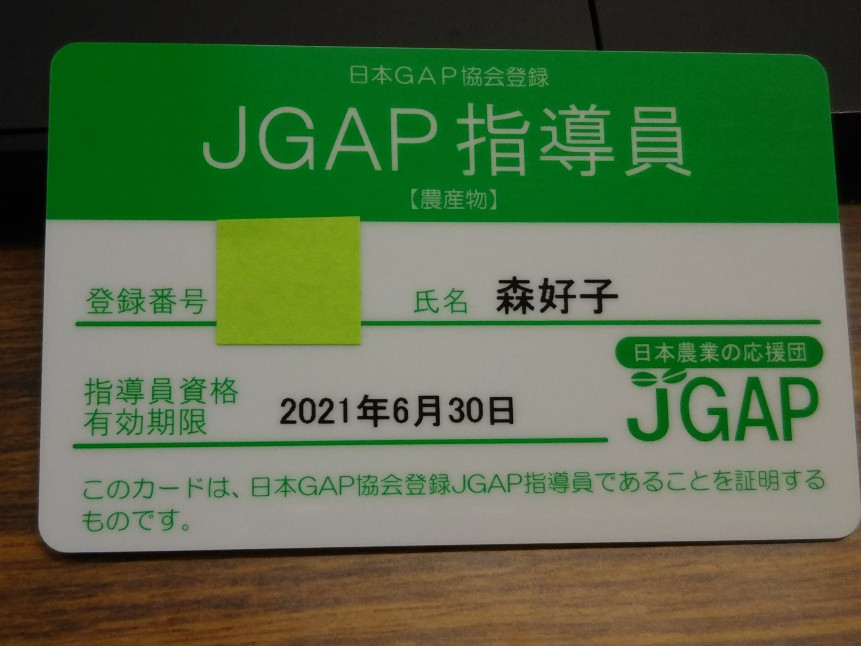 日本GAP協会登録
JGAP指導員
【農産物】
登録番号 氏名 森好子
日本農業の応援団
JGAP
指導員資格
有効期限 2021年6月30日
このカードは、日本GAP協会登録JGAP指導員であることを証明する
ものです。